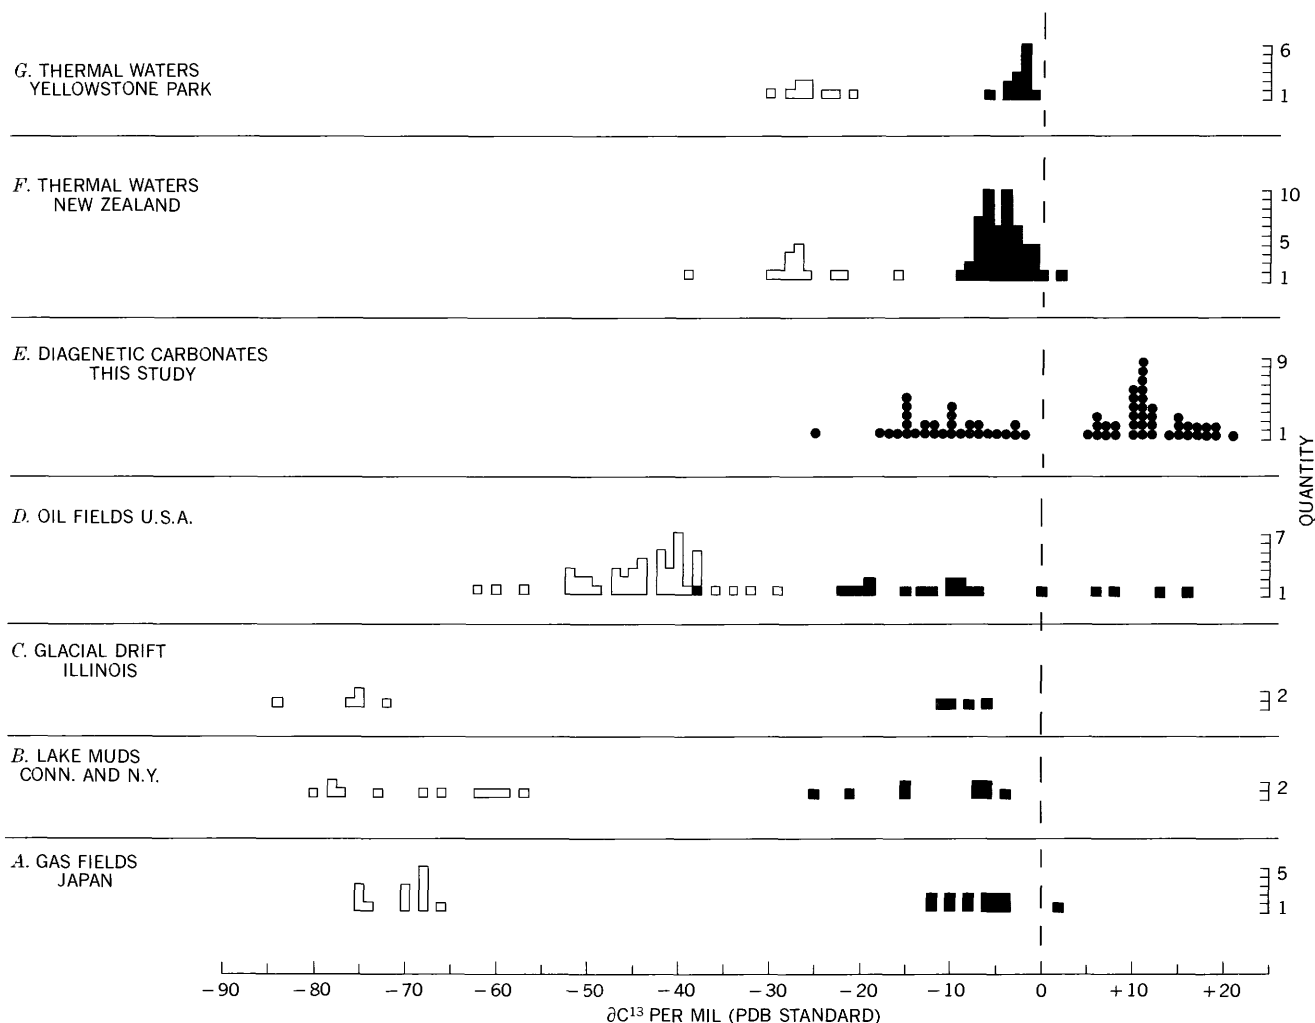 G. THERMAL WATERS
YELLOWSTONE PARK
6
1
F. THERMAL WATERS
NEW ZEALAND
10
5
1
E. DIAGENETIC CARBONATES
THIS STUDY
9
1
QUANTITY
D. OIL FIELDS U.S.A.
7
1
C. GLACIAL DRIFT
ILLINOIS
2
B. LAKE MUDS
CONN. AND N.Y.
2
A. GAS FIELDS
JAPAN
5
1
−90 −80 −70 −60 −50 −40 −30 −20 −10 0 +10 +20
∂C¹³ PER MIL (PDB STANDARD)